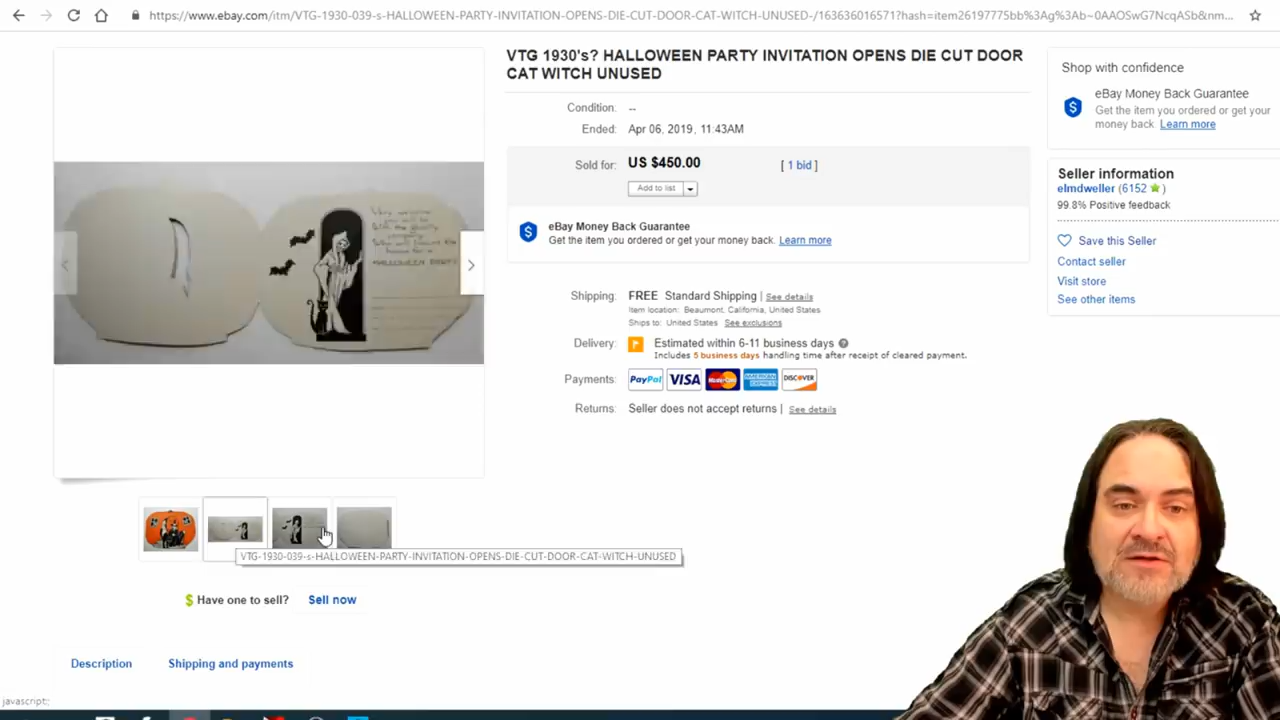 https://www.ebay.com/itm/VTG-1930-039-s-HALLOWEEN-PARTY-INVITATION-OPENS-DIE-CUT-DOOR-CAT-WITCH-UNUSED-/163636016571?hash=item26197775bb%3Ag%3Ab~0AAOSwG7NcqASb&nm...
VTG 1930's? HALLOWEEN PARTY INVITATION OPENS DIE CUT DOOR
CAT WITCH UNUSED
Condition: --
Ended: Apr 06, 2019, 11:43AM
Sold for: US $450.00 [ 1 bid ]
Add to list
eBay Money Back Guarantee
Get the item you ordered or get your money back. Learn more
Shipping: FREE Standard Shipping | See details
Item location: Beaumont, California, United States
Ships to: United States See exclusions
Delivery: Estimated within 6-11 business days
Includes 5 business days handling time after receipt of cleared payment.
Payments: PayPal VISA MasterCard AMERICAN EXPRESS DISCOVER
Returns: Seller does not accept returns | See details
Shop with confidence
eBay Money Back Guarantee
Get the item you ordered or get your
money back. Learn more
Seller information
elmdweller (6152 )
99.8% Positive feedback
Save this Seller
Contact seller
Visit store
See other items
HALLOWEEN PARTY
VTG-1930-039-s-HALLOWEEN-PARTY-INVITATION-OPENS-DIE-CUT-DOOR-CAT-WITCH-UNUSED
$ Have one to sell? Sell now
Description Shipping and payments
javascript:;